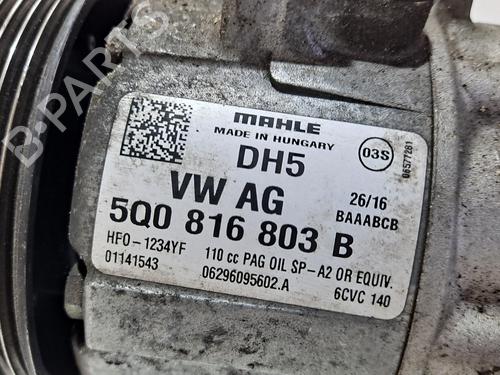 MAHLE
MADE IN HUNGARY
03S
06577281
DH5
VW AG
26/16
BAAABCB
5Q0 816 803 B
HFO-1234YF
110 cc PAG OIL SP-A2 OR EQUIV.
01141543
06296095602.A
6CVC 140
B-PARTS